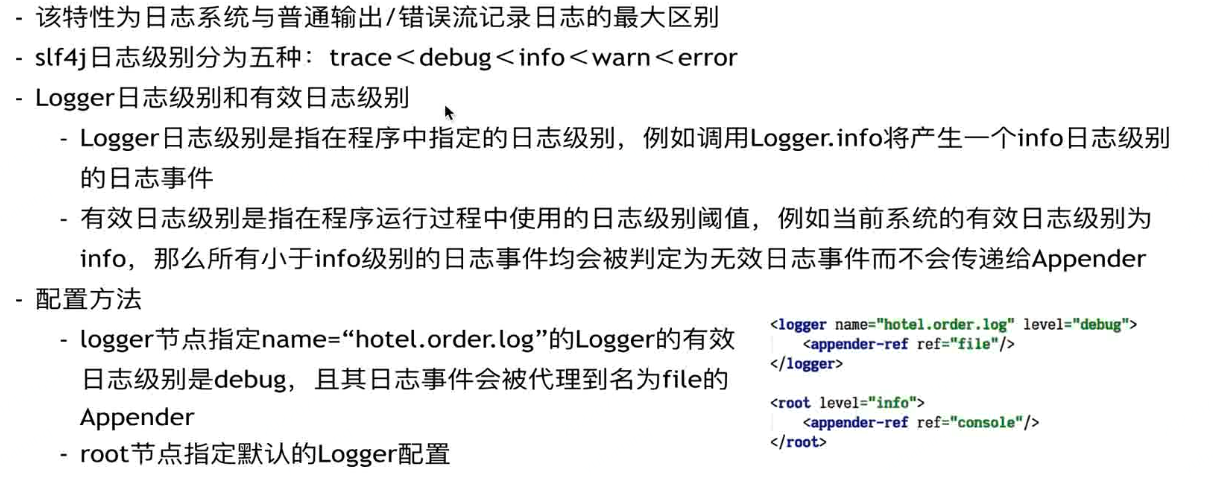 - 该特性为日志系统与普通输出/错误流记录日志的最大区别
- slf4j日志级别分为五种：trace＜debug＜info＜warn＜error
- Logger日志级别和有效日志级别
- Logger日志级别是指在程序中指定的日志级别，例如调用Logger.info将产生一个info日志级别
的日志事件
- 有效日志级别是指在程序运行过程中使用的日志级别阈值，例如当前系统的有效日志级别为
info，那么所有小于info级别的日志事件均会被判定为无效日志事件而不会传递给Appender
- 配置方法
- logger节点指定name=“hotel.order.log”的Logger的有效
日志级别是debug，且其日志事件会被代理到名为file的
Appender
- root节点指定默认的Logger配置
<logger name="hotel.order.log" level="debug">
<appender-ref ref="file"/>
</logger>
<root level="info">
<appender-ref ref="console"/>
</root>